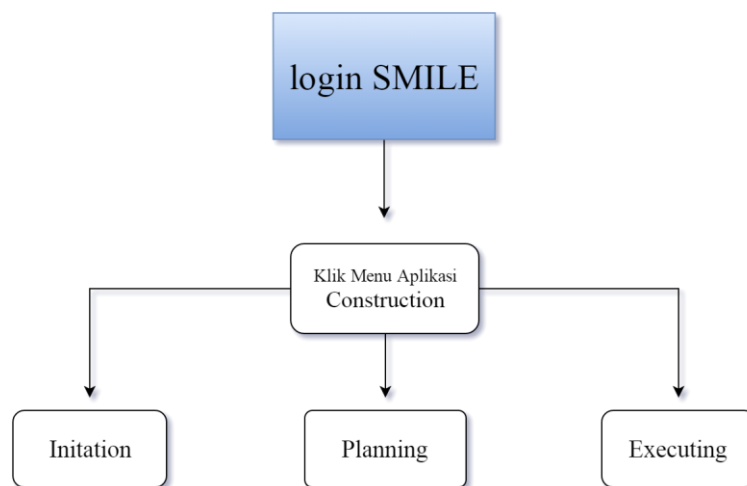 login SMILE
Klik Menu Aplikasi
Construction
Initation
Planning
Executing